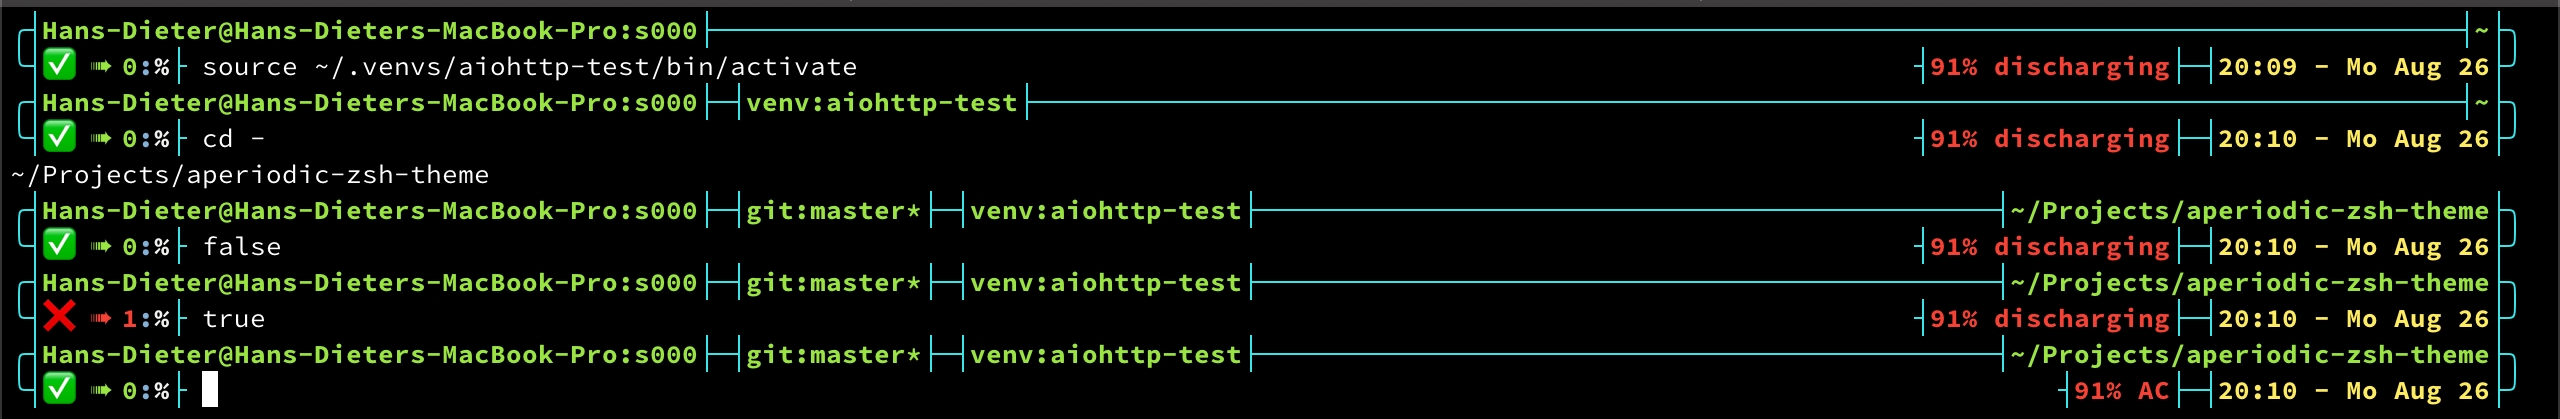 Hans-Dieter@Hans-Dieters-MacBook-Pro:s000 ~
✅ ➠ 0:% source ~/.venvs/aiohttp-test/bin/activate 91% discharging 20:09 - Mo Aug 26
Hans-Dieter@Hans-Dieters-MacBook-Pro:s000 venv:aiohttp-test ~
✅ ➠ 0:% cd - 91% discharging 20:10 - Mo Aug 26
~/Projects/aperiodic-zsh-theme
Hans-Dieter@Hans-Dieters-MacBook-Pro:s000 git:master* venv:aiohttp-test ~/Projects/aperiodic-zsh-theme
✅ ➠ 0:% false 91% discharging 20:10 - Mo Aug 26
Hans-Dieter@Hans-Dieters-MacBook-Pro:s000 git:master* venv:aiohttp-test ~/Projects/aperiodic-zsh-theme
❌ ➠ 1:% true 91% discharging 20:10 - Mo Aug 26
Hans-Dieter@Hans-Dieters-MacBook-Pro:s000 git:master* venv:aiohttp-test ~/Projects/aperiodic-zsh-theme
✅ ➠ 0:% 91% AC 20:10 - Mo Aug 26